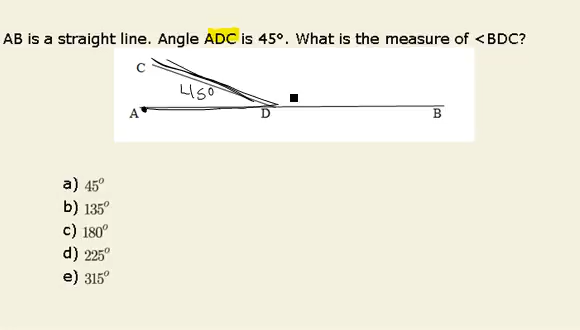 AB is a straight line. Angle ADC is 45°. What is the measure of <BDC?
C
45°
A D B
a) 45°
b) 135°
c) 180°
d) 225°
e) 315°